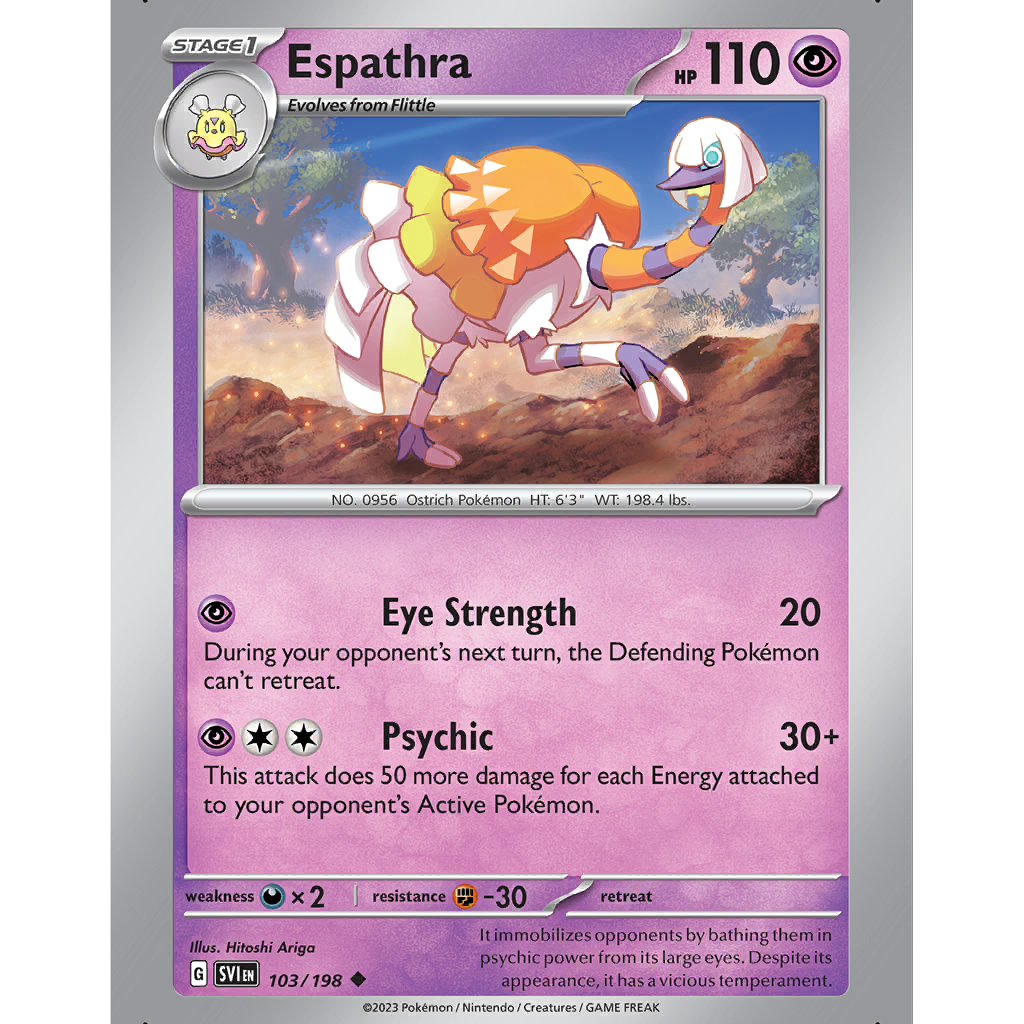 STAGE1
Espathra
HP 110
Evolves from Flittle
NO. 0956 Ostrich Pokémon HT: 6'3" WT: 198.4 lbs.
Eye Strength 20
During your opponent's next turn, the Defending Pokémon
can't retreat.
Psychic 30+
This attack does 50 more damage for each Energy attached
to your opponent's Active Pokémon.
weakness ×2 resistance -30 retreat
Illus. Hitoshi Ariga
G SVI EN 103/198
It immobilizes opponents by bathing them in
psychic power from its large eyes. Despite its
appearance, it has a vicious temperament.
©2023 Pokémon / Nintendo / Creatures / GAME FREAK